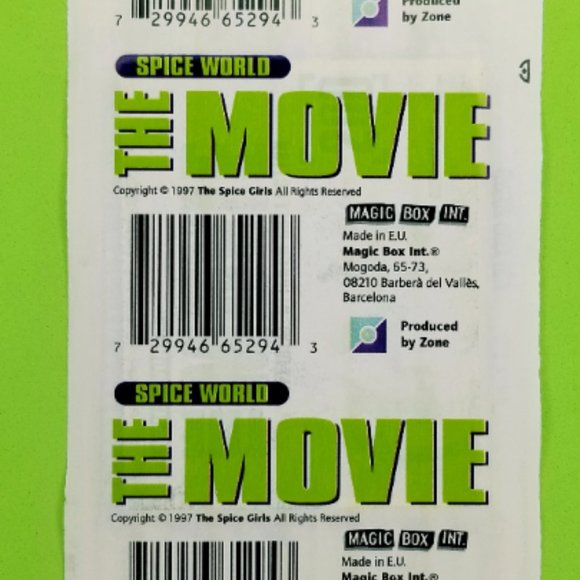 7 29946 65294 3
Produced
by Zone
SPICE WORLD
THE MOVIE
Copyright © 1997 The Spice Girls All Rights Reserved
MAGIC BOX INT.
Made in E.U.
Magic Box Int.®
Mogoda, 65-73,
08210 Barberà del Vallès,
Barcelona
7 29946 65294 3
Produced
by Zone
SPICE WORLD
THE MOVIE
Copyright © 1997 The Spice Girls All Rights Reserved
MAGIC BOX INT.
Made in E.U.
Magic Box Int.®